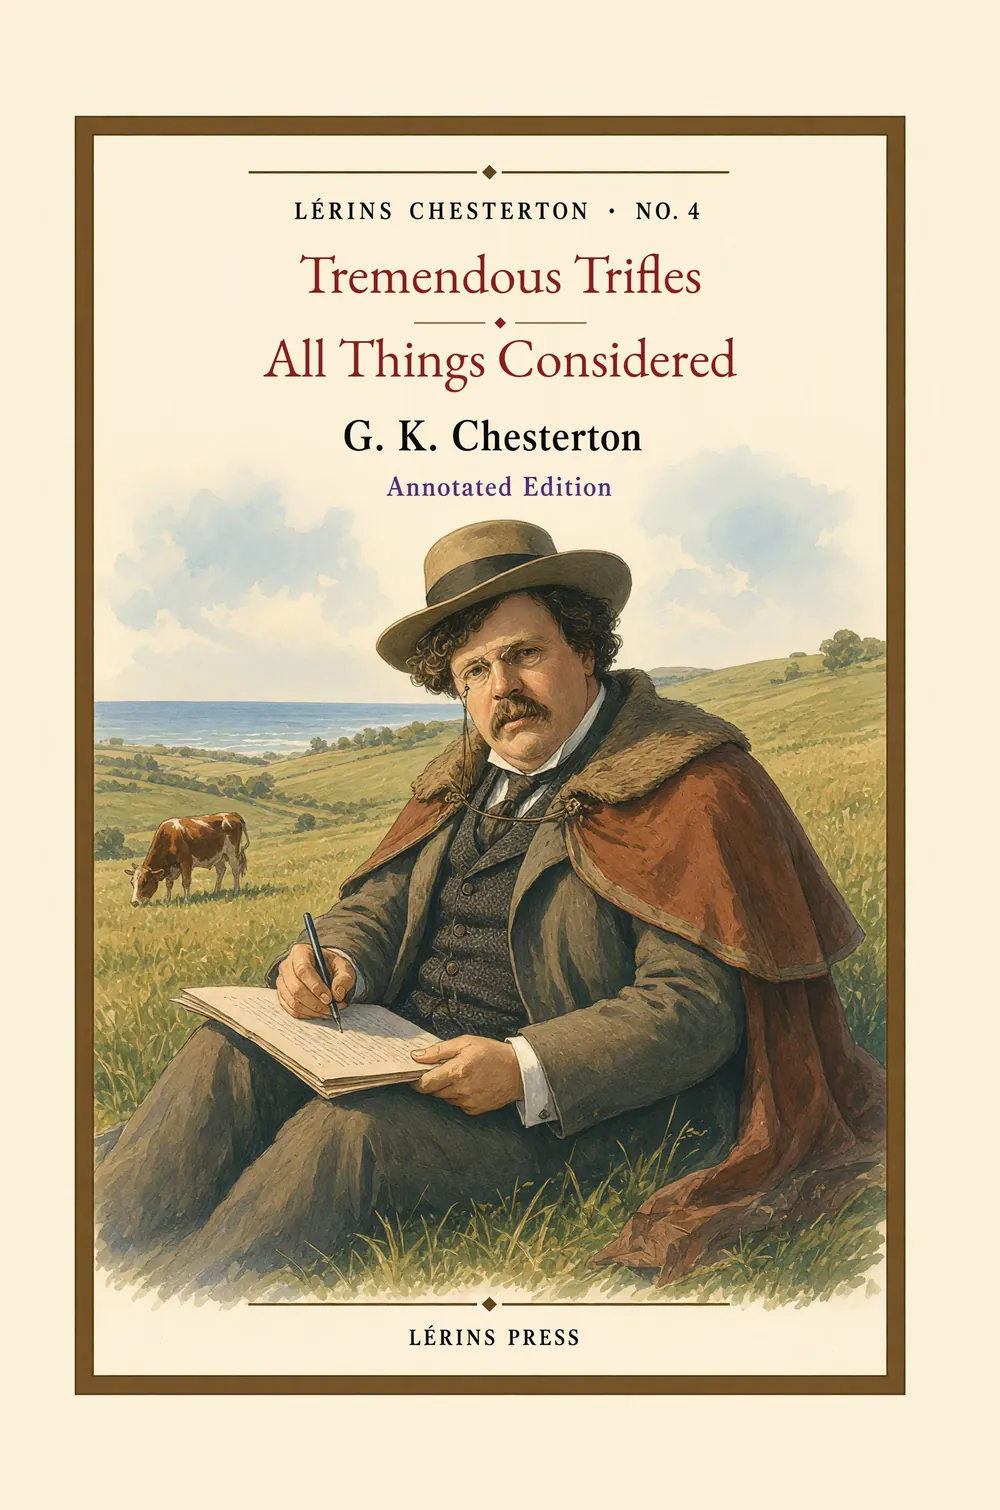 LÉRINS CHESTERTON · NO. 4
Tremendous Trifles
All Things Considered
G. K. Chesterton
Annotated Edition
LÉRINS PRESS